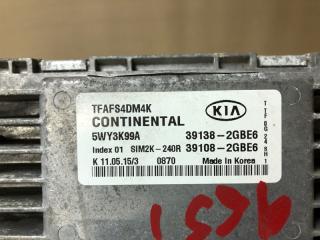 TFAFS4DM4K
CONTINENTAL
KIA
5WY3K99A 39138-2GBE6
Index 01 SIM2K-240R 39108-2GBE6
K 11.05.15/3 0870 Made in Korea